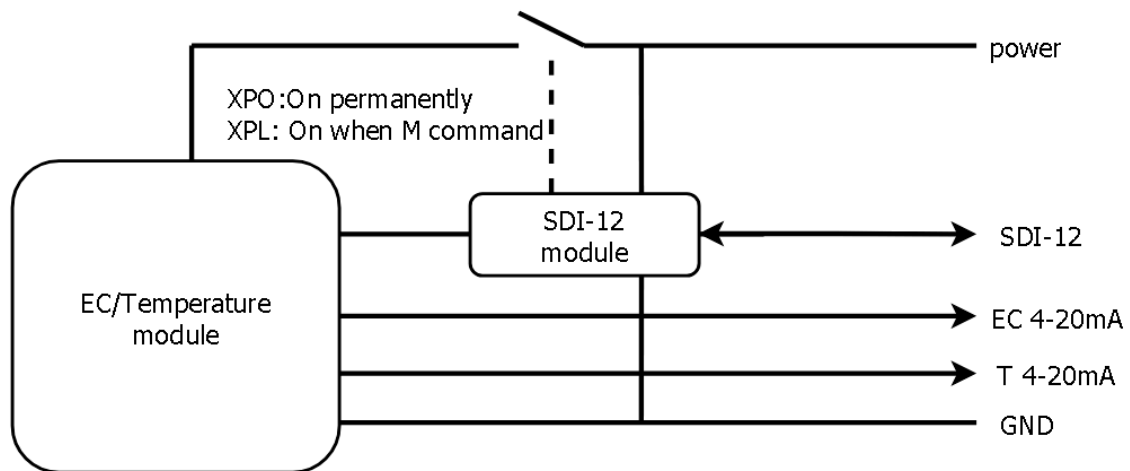 power
XPO:On permanently
XPL: On when M command
SDI-12
module
SDI-12
EC/Temperature
module
EC 4-20mA
T 4-20mA
GND